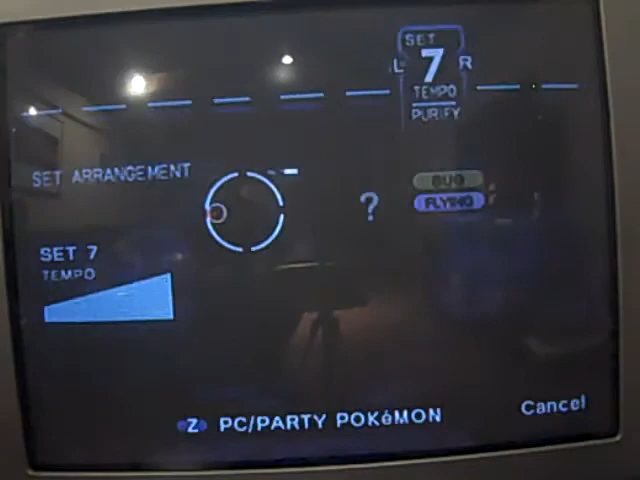 SET
L 7 R
TEMPO
PURIFY
SET ARRANGEMENT
?
BUG
FLYING
SET 7
TEMPO
Z PC/PARTY POKéMON
Cancel